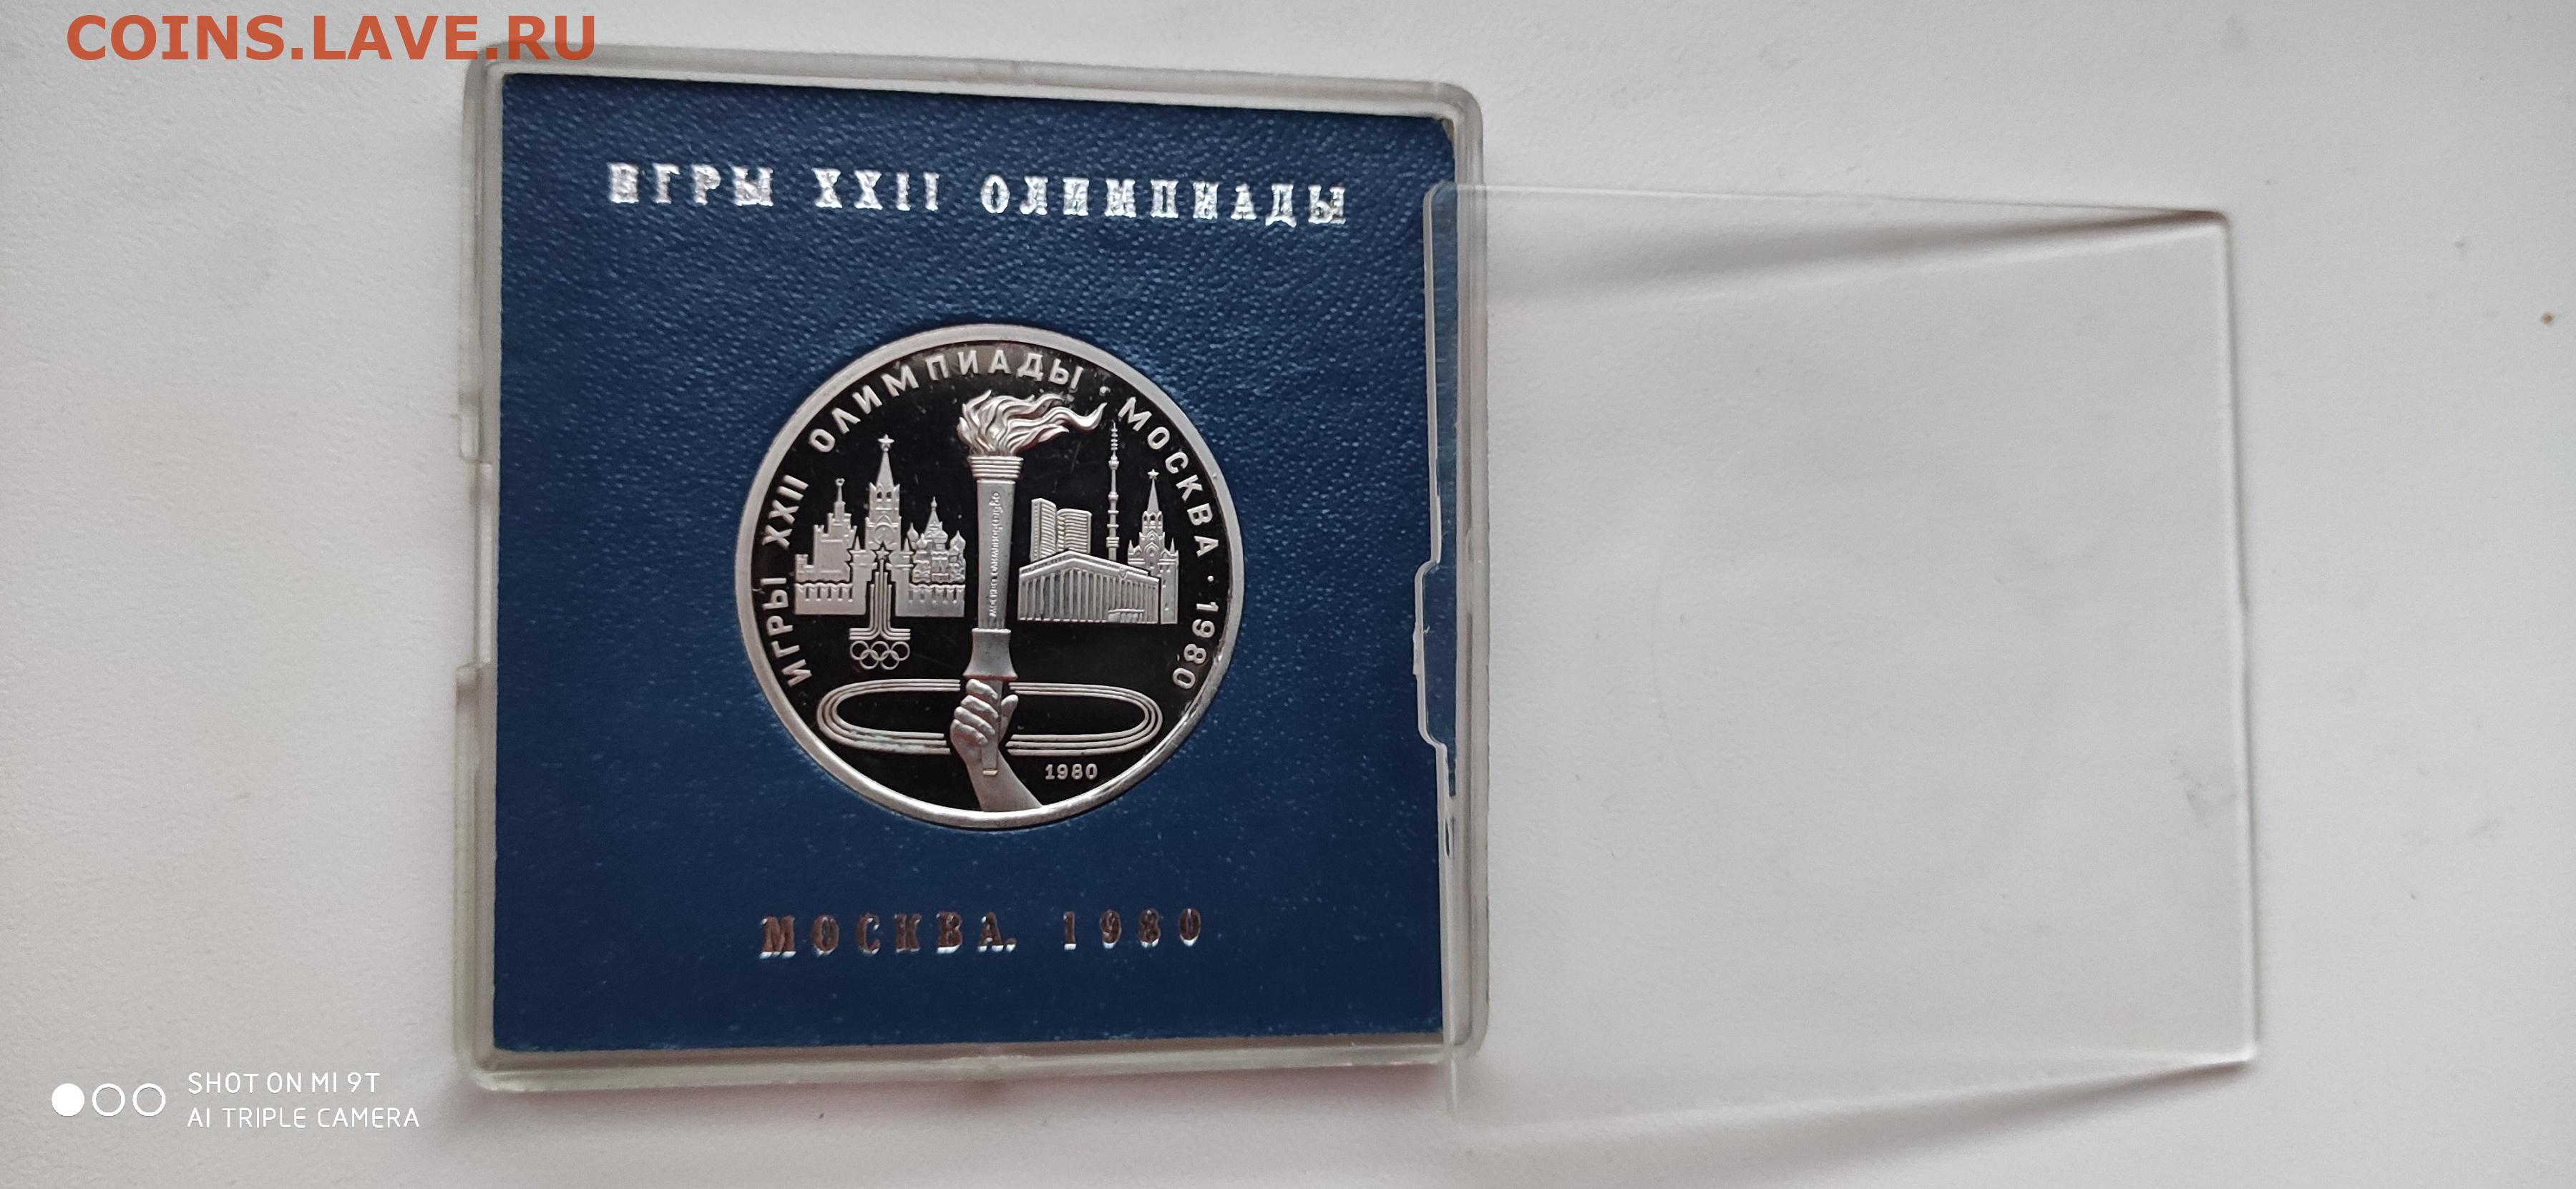 COINS.LAVE.RU
ИГРЫ XXII ОЛИМПИАДЫ
ИГРЫ XXII ОЛИМПИАДЫ · МОСКВА · 1980
1980
МОСКВА. 1980
SHOT ON MI 9T
AI TRIPLE CAMERA